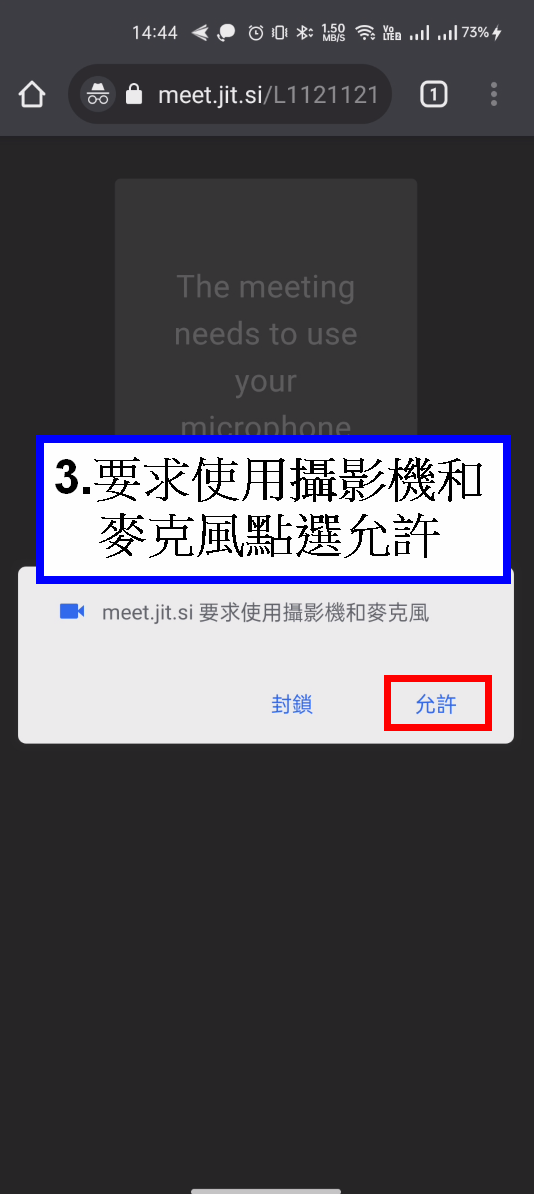 14:44 1.50 MB/S Vo LTE2 73%
meet.jit.si/L1121121 1
The meeting
needs to use
your
microphone
3.要求使用攝影機和
麥克風點選允許
meet.jit.si 要求使用攝影機和麥克風
封鎖 允許